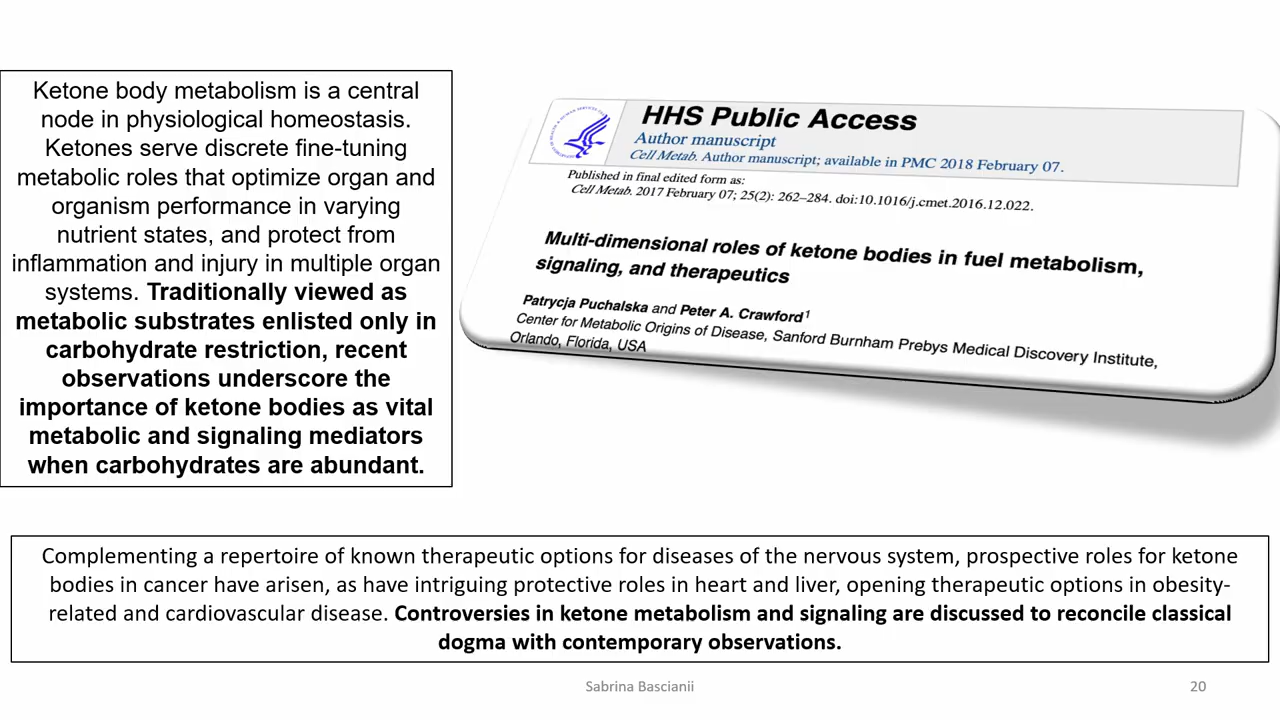 Ketone body metabolism is a central
node in physiological homeostasis.
Ketones serve discrete fine-tuning
metabolic roles that optimize organ and
organism performance in varying
nutrient states, and protect from
inflammation and injury in multiple organ
systems. Traditionally viewed as
metabolic substrates enlisted only in
carbohydrate restriction, recent
observations underscore the
importance of ketone bodies as vital
metabolic and signaling mediators
when carbohydrates are abundant.
HHS Public Access
Author manuscript
Cell Metab. Author manuscript; available in PMC 2018 February 07.
Published in final edited form as:
Cell Metab. 2017 February 07; 25(2): 262–284. doi:10.1016/j.cmet.2016.12.022.
Multi-dimensional roles of ketone bodies in fuel metabolism,
signaling, and therapeutics
Patrycja Puchalska and Peter A. Crawford¹
Center for Metabolic Origins of Disease, Sanford Burnham Prebys Medical Discovery Institute,
Orlando, Florida, USA
Complementing a repertoire of known therapeutic options for diseases of the nervous system, prospective roles for ketone
bodies in cancer have arisen, as have intriguing protective roles in heart and liver, opening therapeutic options in obesity-
related and cardiovascular disease. Controversies in ketone metabolism and signaling are discussed to reconcile classical
dogma with contemporary observations.
Sabrina Bascianii
20